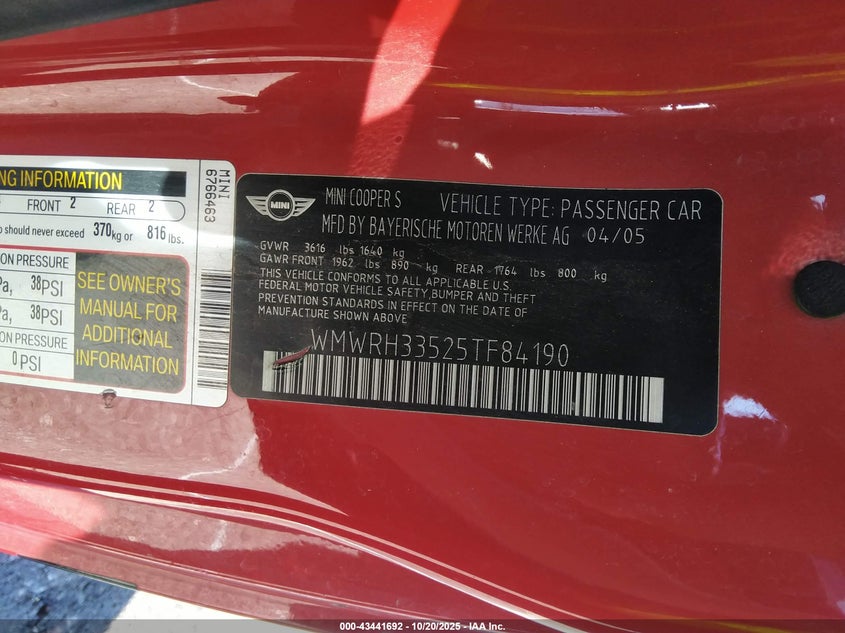 NG INFORMATION
FRONT 2 REAR 2
should never exceed 370 kg or 816 lbs.
ON PRESSURE
Pa, 38PSI
Pa, 38PSI
ON PRESSURE
0 PSI
SEE OWNER'S
MANUAL FOR
ADDITIONAL
INFORMATION
MINI
6766463
MINI
MINI COOPER S VEHICLE TYPE: PASSENGER CAR
MFD BY BAYERISCHE MOTOREN WERKE AG 04/05
GVWR 3616 lbs 1640 kg
GAWR FRONT 1962 lbs 890 kg REAR 1764 lbs 800 kg
THIS VEHICLE CONFORMS TO ALL APPLICABLE U.S.
FEDERAL MOTOR VEHICLE SAFETY, BUMPER AND THEFT
PREVENTION STANDARDS IN EFFECT ON THE DATE OF
MANUFACTURE SHOWN ABOVE
WMWRH33525TF84190
000-43441692 - 10/20/2025 - © IAA, Inc.